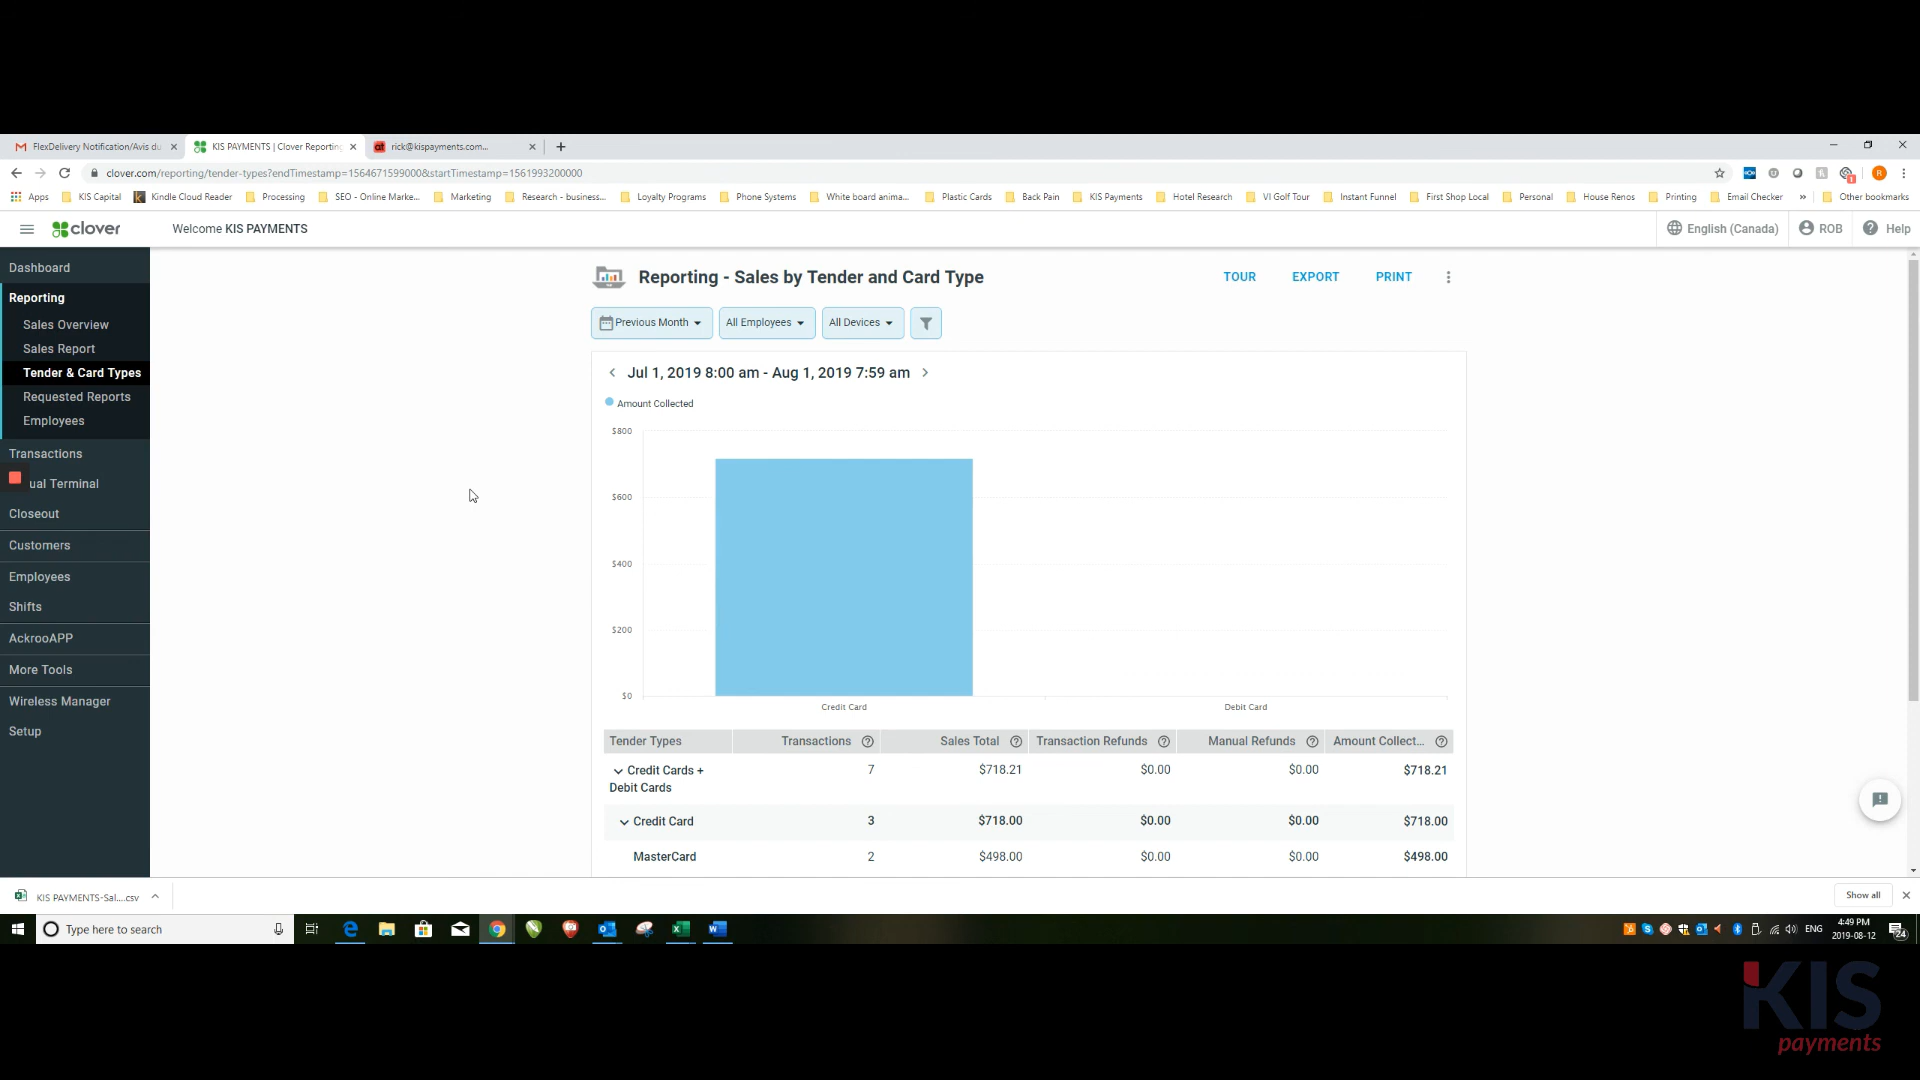 FlexDelivery Notification/Avis du
KIS PAYMENTS | Clover Reporting
rick@kispayments.com...
clover.com/reporting/tender-types?endTimestamp=1564671599000&startTimestamp=1561993200000
Apps KIS Capital Kindle Cloud Reader Processing SEO - Online Marke... Marketing Research - business... Loyalty Programs Phone Systems White board anima... Plastic Cards Back Pain KIS Payments Hotel Research VI Golf Tour Instant Funnel First Shop Local Personal House Renos Printing Email Checker » Other bookmarks
clover
Welcome KIS PAYMENTS
English (Canada) ROB Help
Dashboard
Reporting
Sales Overview
Sales Report
Tender & Card Types
Requested Reports
Employees
Transactions
ual Terminal
Closeout
Customers
Employees
Shifts
AckrooAPP
More Tools
Wireless Manager
Setup
Reporting - Sales by Tender and Card Type
TOUR EXPORT PRINT
Previous Month All Employees All Devices
Jul 1, 2019 8:00 am - Aug 1, 2019 7:59 am
Amount Collected
$800
$600
$400
$200
$0
Credit Card Debit Card
Tender Types Transactions Sales Total Transaction Refunds Manual Refunds Amount Collect...
Credit Cards + Debit Cards 7 $718.21 $0.00 $0.00 $718.21
Credit Card 3 $718.00 $0.00 $0.00 $718.00
MasterCard 2 $498.00 $0.00 $0.00 $498.00
KIS PAYMENTS-Sal....csv
Show all
Type here to search
ENG
4:49 PM
2019-08-12
24
KIS
payments